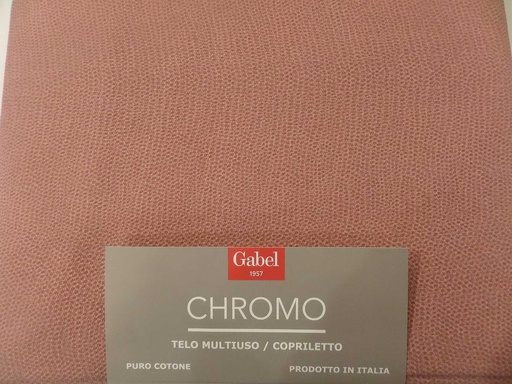 Gabel
1957
CHROMO
TELO MULTIUSO / COPRILETTO
PURO COTONE
PRODOTTO IN ITALIA